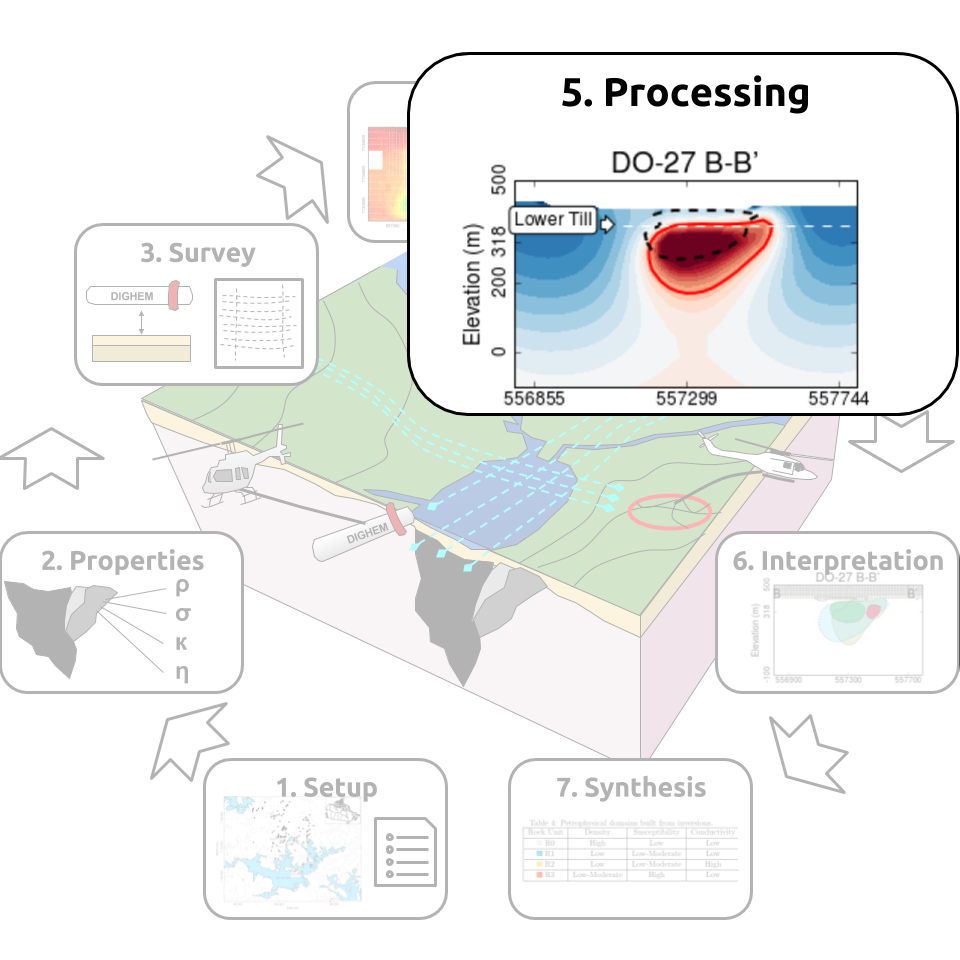 5. Processing
DO-27 B-B’
500
Lower Till
318
200
0
Elevation (m)
556855 557299 557744
3. Survey
DIGHEM
DIGHEM
2. Properties
ρ
σ
κ
η
6. Interpretation
DO-27 B-B'
500
B B'
318
-100
Elevation (m)
556900 557300 557700
1. Setup
7. Synthesis
Table 4: Petrophysical domains built from inversions.
Rock Unit Density Susceptibility Conductivity
R0 High Low Low
R1 Low Low-Moderate Low
R2 Low Low-Moderate High
R3 Low-Moderate High Low